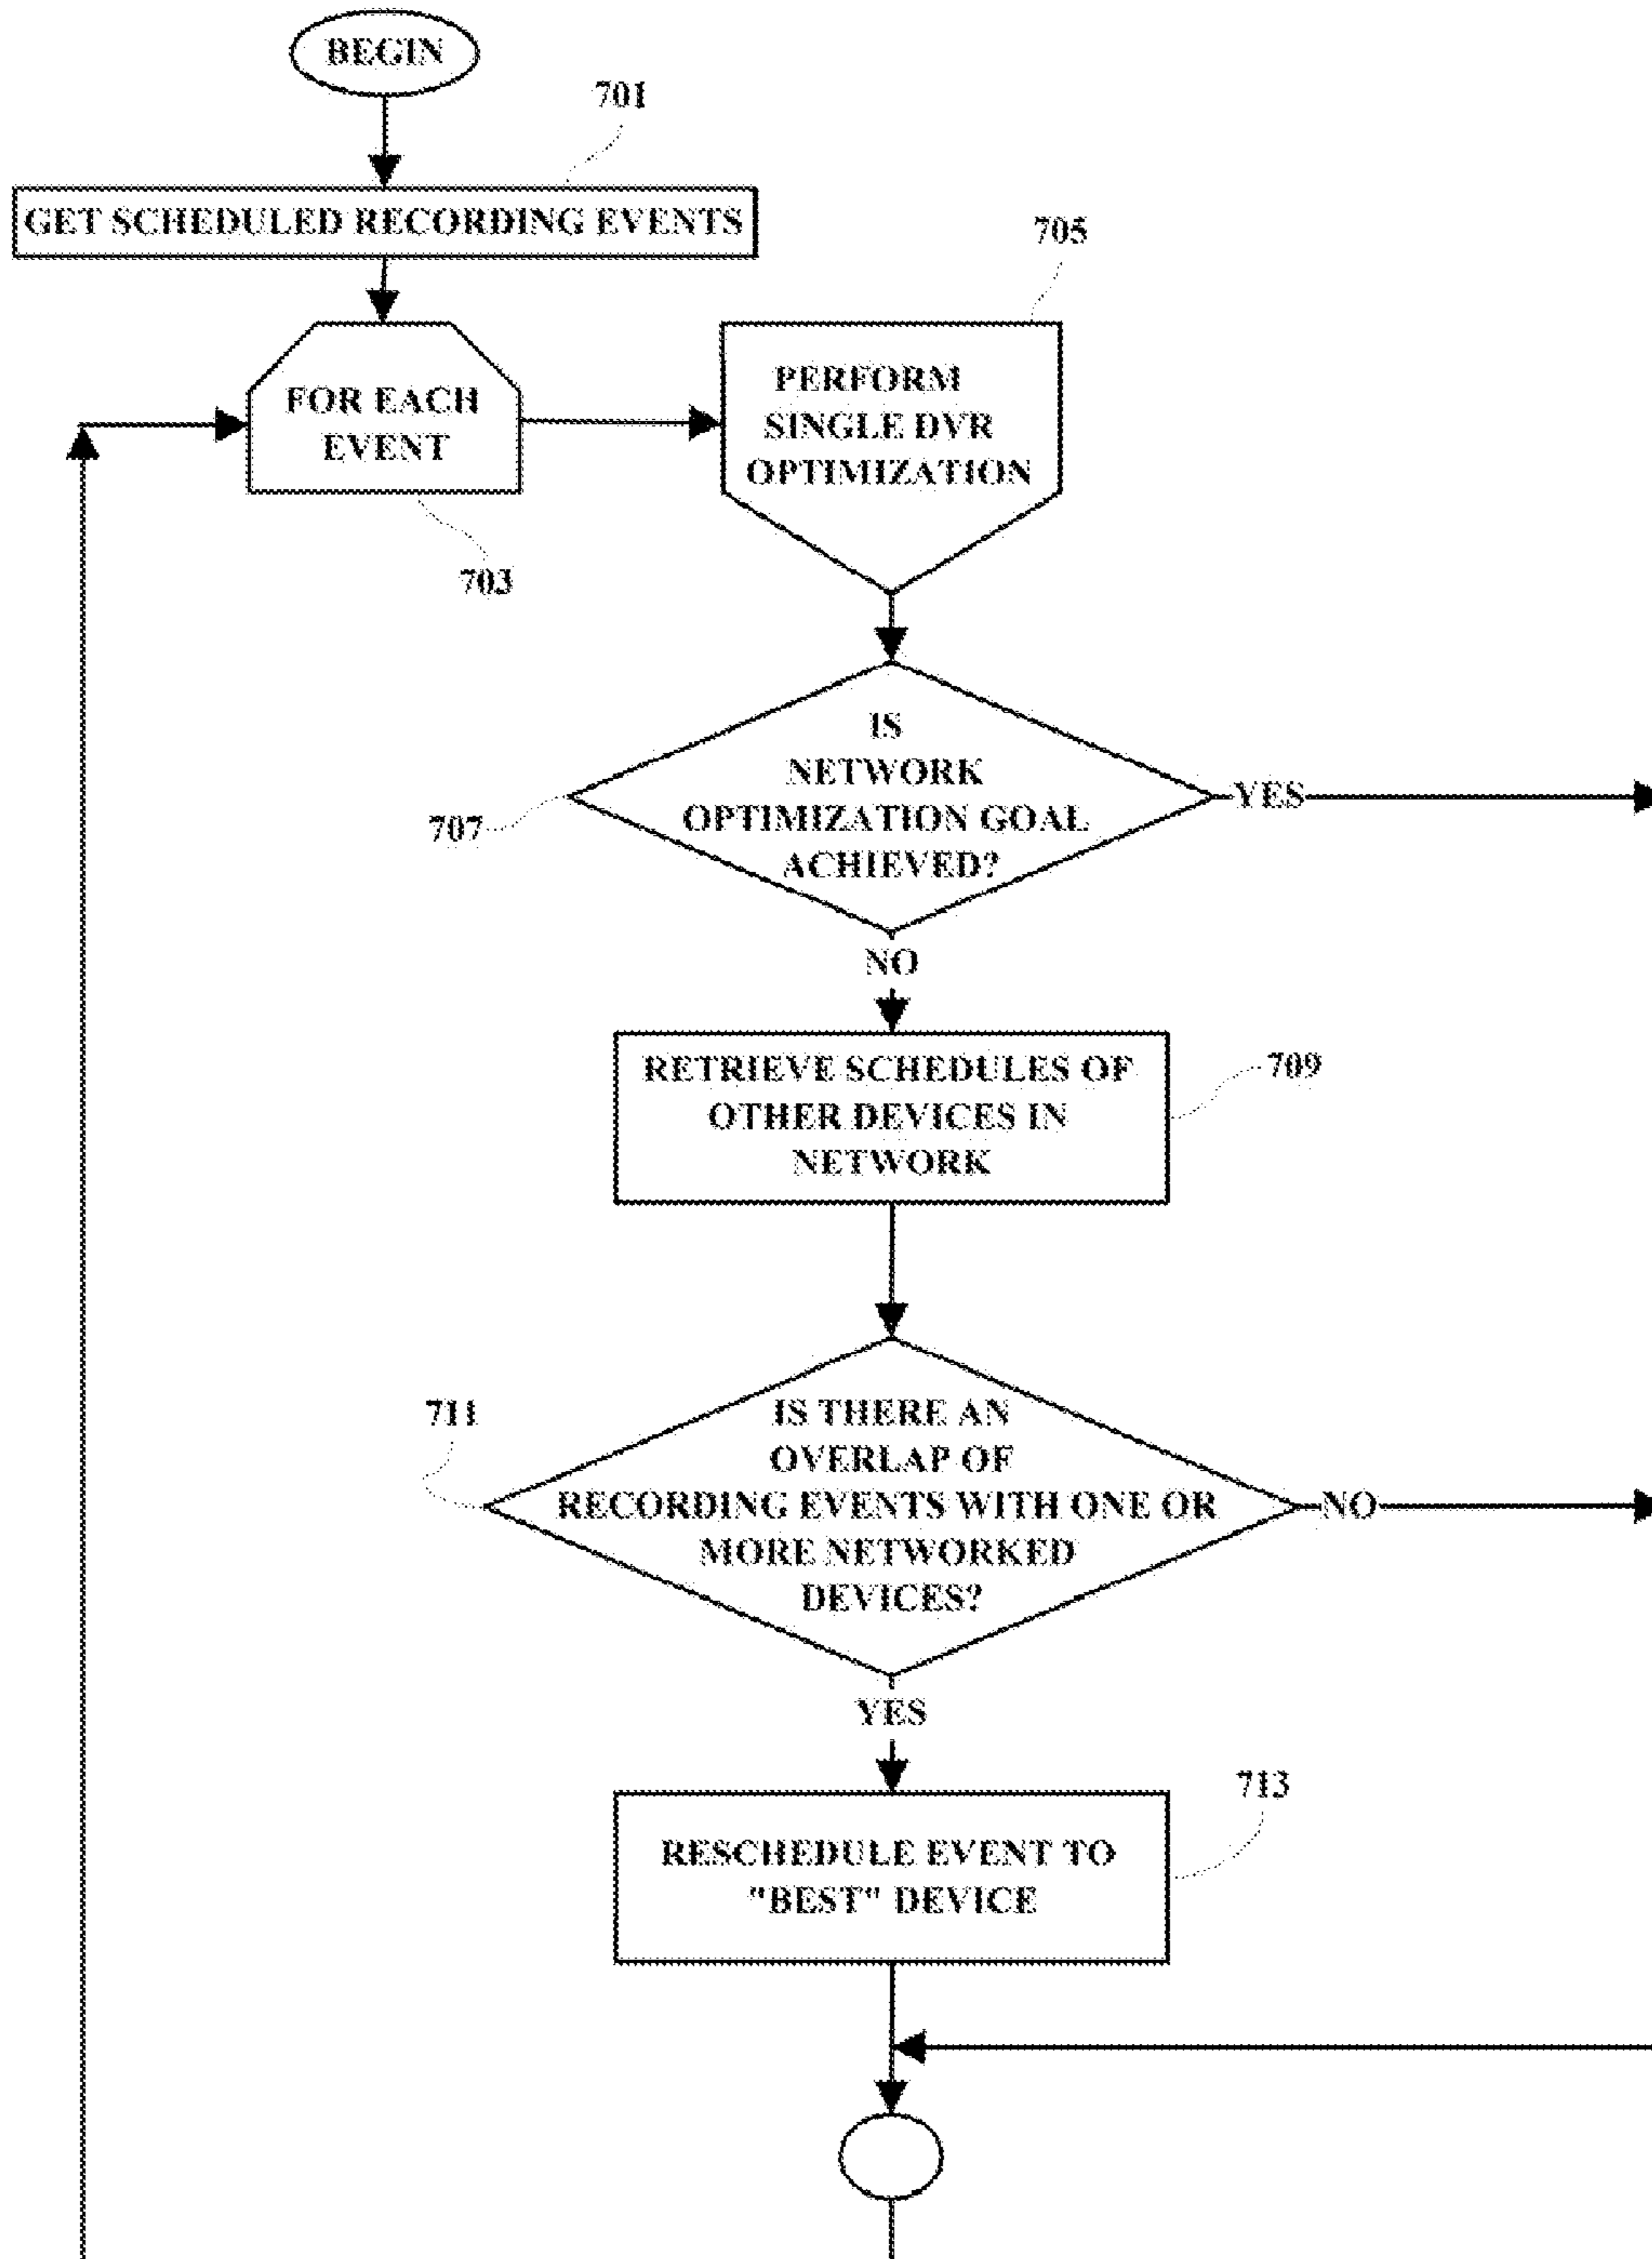 BEGIN
701
GET SCHEDULED RECORDING EVENTS
705
FOR EACH
EVENT
703
PERFORM
SINGLE DVR
OPTIMIZATION
IS
NETWORK
OPTIMIZATION GOAL
ACHIEVED?
YES
707
NO
RETRIEVE SCHEDULES OF
OTHER DEVICES IN
NETWORK
709
711
IS THERE AN
OVERLAP OF
RECORDING EVENTS WITH ONE OR
MORE NETWORKED
DEVICES?
NO
YES
713
RESCHEDULE EVENT TO
"BEST" DEVICE